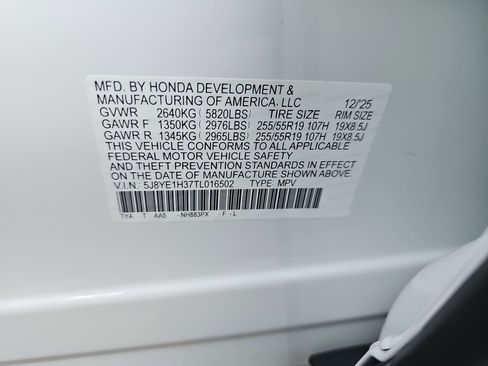 MFD. BY HONDA DEVELOPMENT &
MANUFACTURING OF AMERICA, LLC 12/'25
GVWR 2640KG ( 5820LBS) TIRE SIZE RIM SIZE
GAWR F 1350KG ( 2976LBS) 255/55R19 107H 19X8.5J
GAWR R 1345KG ( 2965LBS) 255/55R19 107H 19X8.5J
THIS VEHICLE CONFORMS TO ALL APPLICABLE
FEDERAL MOTOR VEHICLE SAFETY
AND THEFT PREVENTION STANDARDS IN EFFECT
ON THE DATE OF MANUFACTURE SHOWN ABOVE.
V.I.N: 5J8YE1H37TL016502 TYPE MPV
TYA T AA5 -NH883PX -F -L